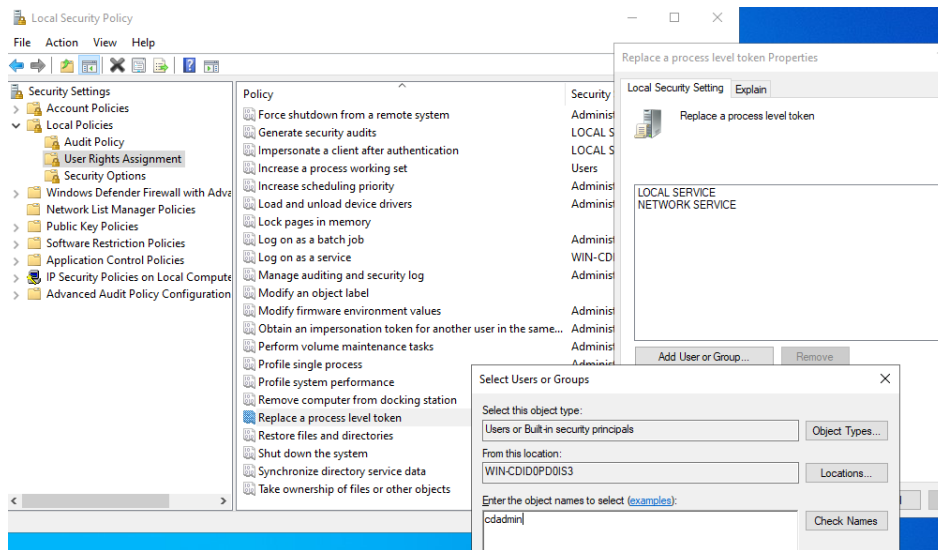 Local Security Policy
File Action View Help
Security Settings
Account Policies
Local Policies
Audit Policy
User Rights Assignment
Security Options
Windows Defender Firewall with Adva
Network List Manager Policies
Public Key Policies
Software Restriction Policies
Application Control Policies
IP Security Policies on Local Compute
Advanced Audit Policy Configuration
Policy Security
Force shutdown from a remote system Administ
Generate security audits LOCAL S
Impersonate a client after authentication LOCAL S
Increase a process working set Users
Increase scheduling priority Administ
Load and unload device drivers Administ
Lock pages in memory
Log on as a batch job Administ
Log on as a service WIN-CDI
Manage auditing and security log Administ
Modify an object label
Modify firmware environment values Administ
Obtain an impersonation token for another user in the same... Administ
Perform volume maintenance tasks Administ
Profile single process Administ
Profile system performance
Remove computer from docking station
Replace a process level token
Restore files and directories
Shut down the system
Synchronize directory service data
Take ownership of files or other objects
Replace a process level token Properties
Local Security Setting Explain
Replace a process level token
LOCAL SERVICE
NETWORK SERVICE
Add User or Group... Remove
Select Users or Groups
Select this object type:
Users or Built-in security principals Object Types...
From this location:
WIN-CDID0PD0IS3 Locations...
Enter the object names to select (examples):
cdadmin Check Names